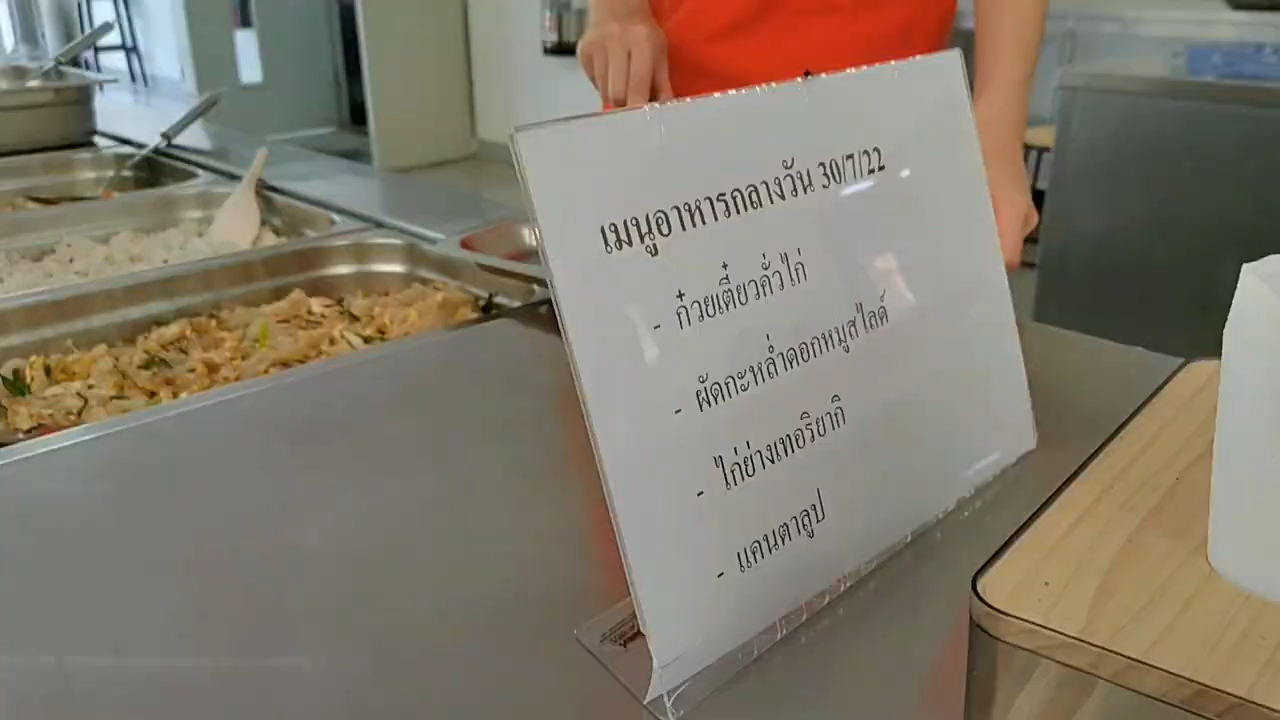 เมนูอาหารกลางวัน 30/7/22
- ก๋วยเตี๋ยวคั่วไก่
- ผัดกะหล่ำดอกหมูสไลด์
- ไก่ย่างเทอริยากิ
- แคนตาลูป